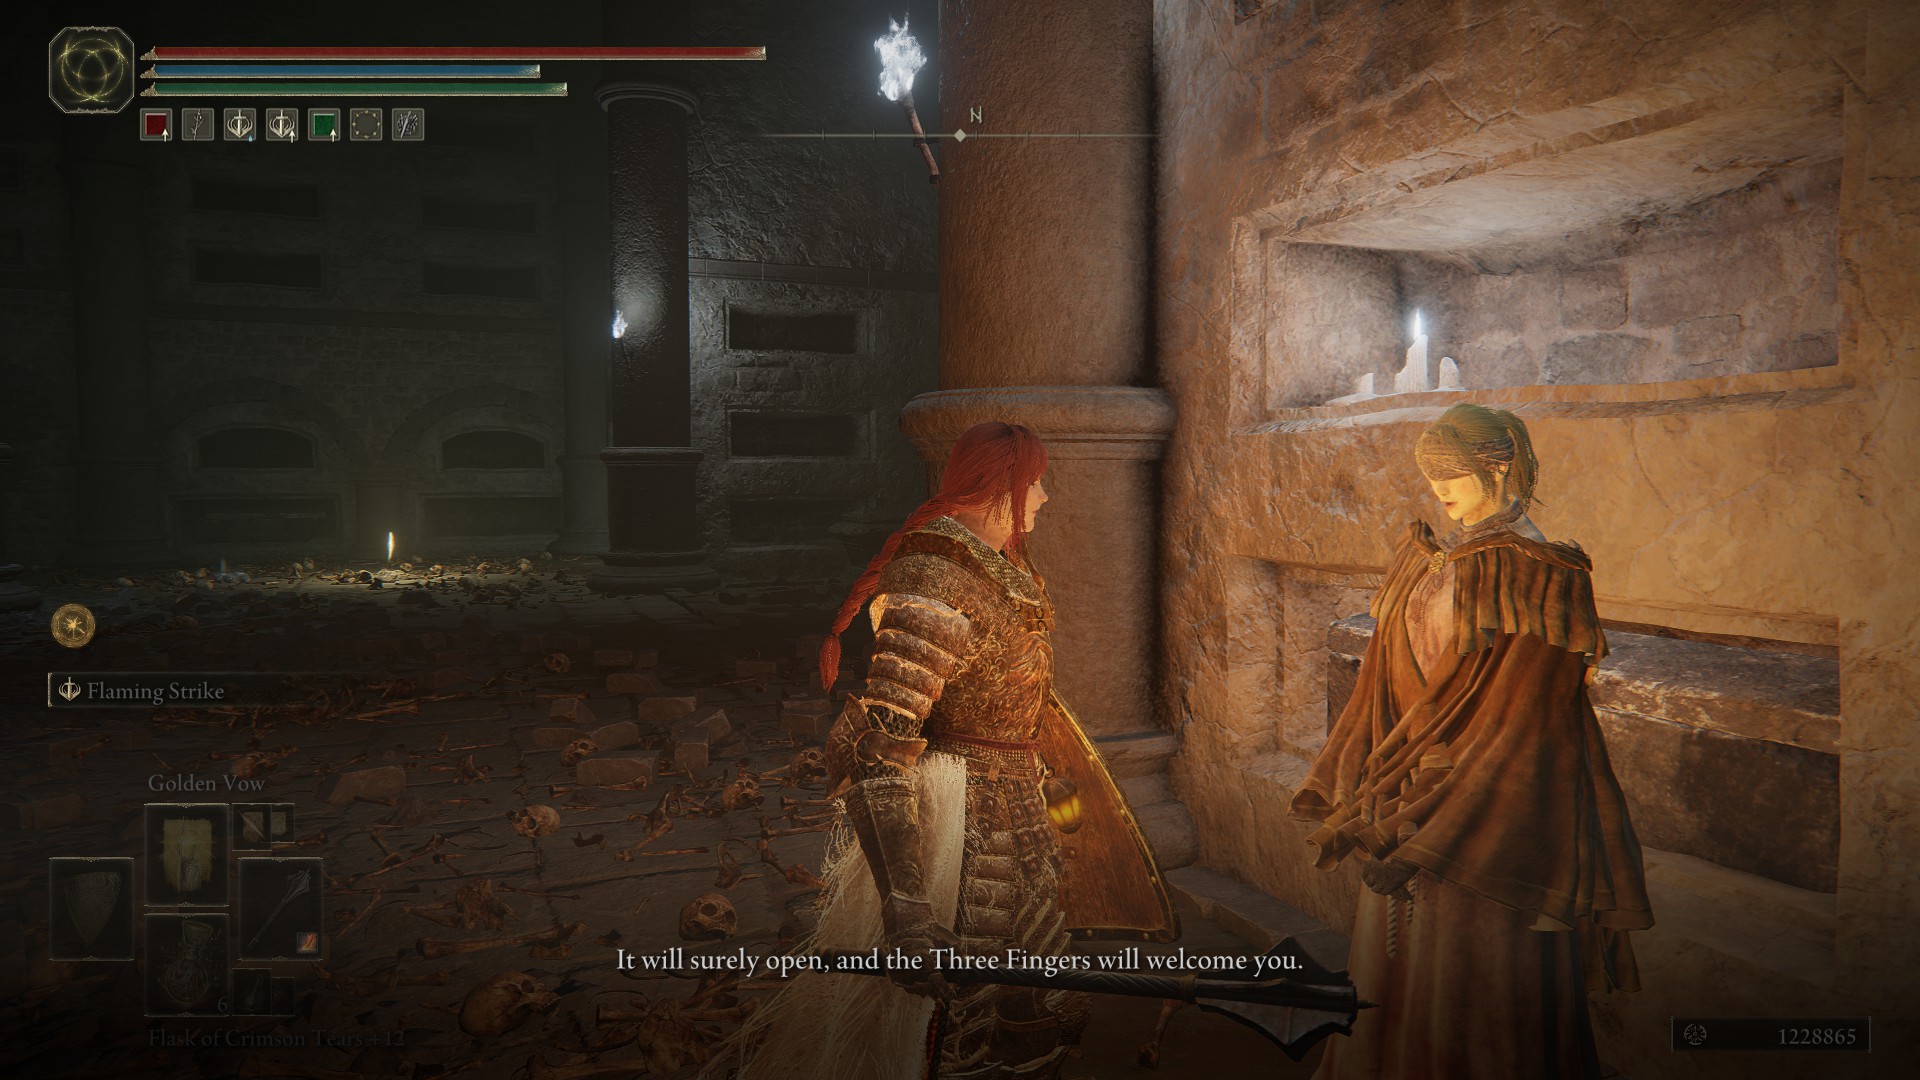 N
Flaming Strike
Golden Vow
It will surely open, and the Three Fingers will welcome you.
6
Flask of Crimson Tears +12
1228865